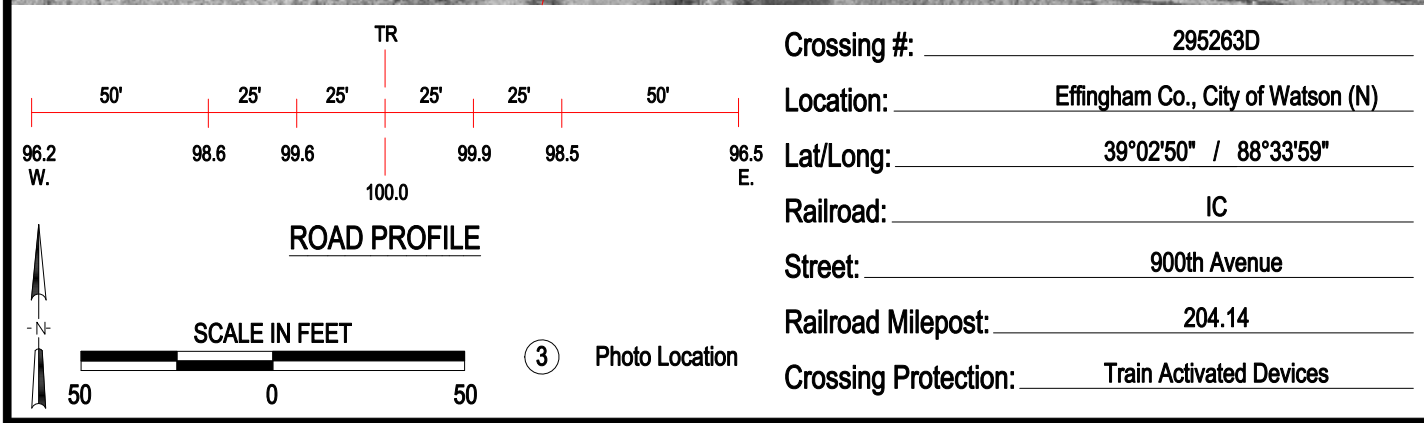 TR
50' 25' 25' 25' 25' 50'
96.2 98.6 99.6 99.9 98.5 96.5
W. E.
100.0
ROAD PROFILE
-N-
SCALE IN FEET
50 0 50
3 Photo Location
Crossing #: 295263D
Location: Effingham Co., City of Watson (N)
Lat/Long: 39°02'50" / 88°33'59"
Railroad: IC
Street: 900th Avenue
Railroad Milepost: 204.14
Crossing Protection: Train Activated Devices